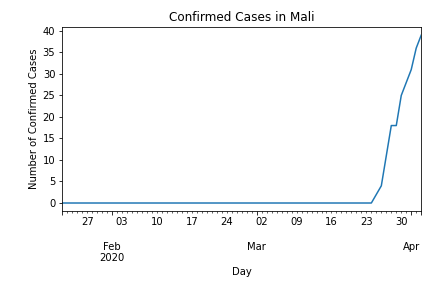 Confirmed Cases in Mali
40
35
30
25
20
15
10
5
0
Number of Confirmed Cases
27 03 10 17 24 02 09 16 23 30
Feb Mar Apr
2020
Day